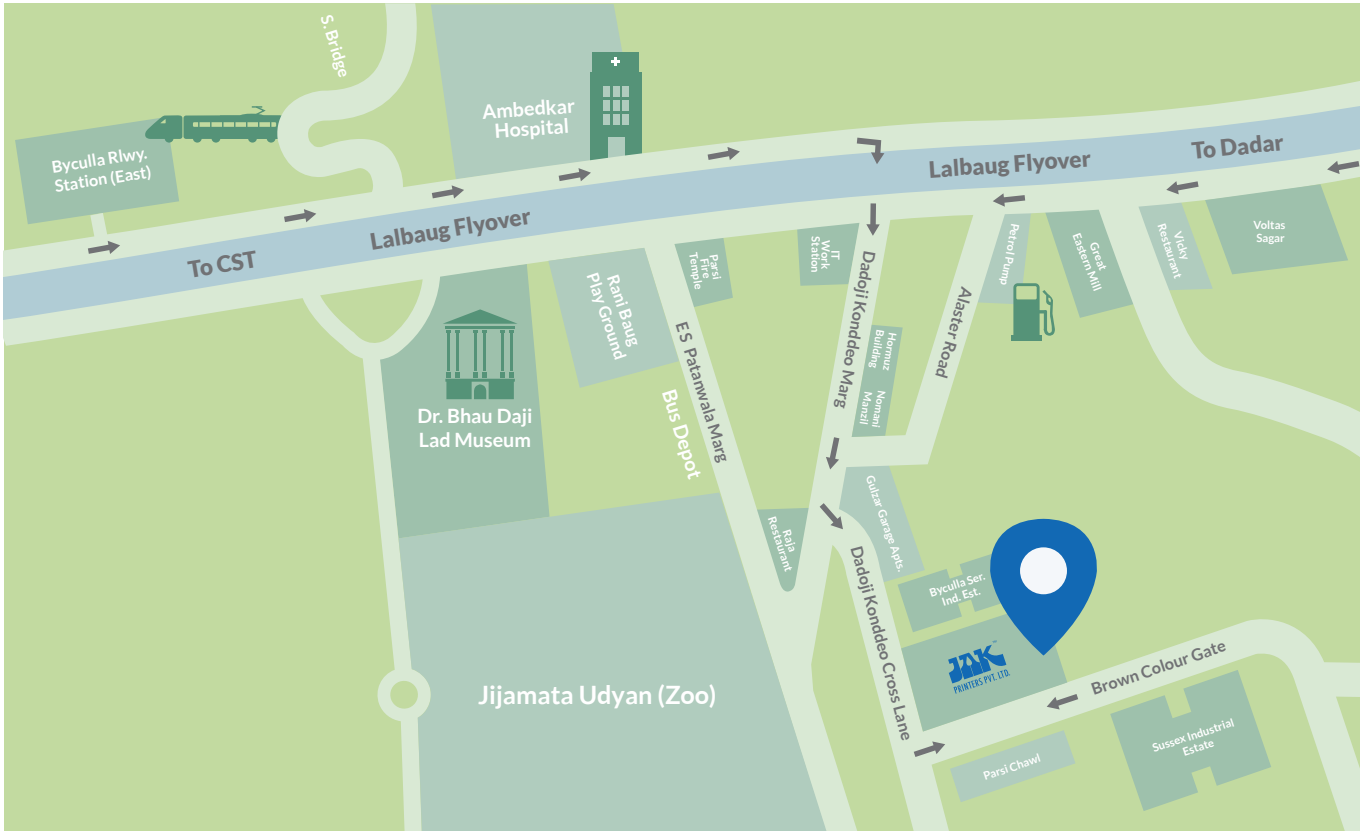 S. Bridge
Ambedkar
Hospital
Byculla Rlwy.
Station (East)
Lalbaug Flyover
To Dadar
Lalbaug Flyover
To CST
Voltas
Sagar
Vicky
Restaurant
Great
Eastern Mill
Petrol Pump
IT
Work
Station
Parsi
Fire
Temple
Rani Baug
Play Ground
Dadoji Konddeo Marg
Alaster Road
E S Patanwala Marg
Hormuz
Building
Nomani
Manzil
Bus Depot
Dr. Bhau Daji
Lad Museum
Gulzar Garage Apts.
Raja
Restaurant
Dadoji Konddeo Cross Lane
Byculla Ser.
Ind. Est.
JAK
PRINTERS PVT. LTD.
™
Brown Colour Gate
Jijamata Udyan (Zoo)
Sussex Industrial
Estate
Parsi Chawl